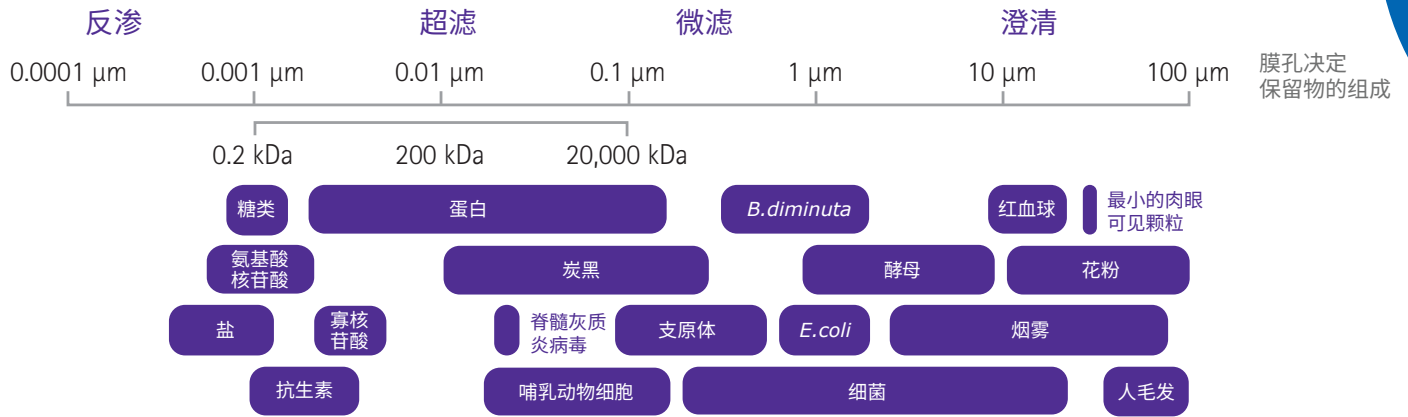 反渗
超滤
微滤
澄清
0.0001 µm
0.001 µm
0.01 µm
0.1 µm
1 µm
10 µm
100 µm
膜孔决定
保留物的组成
0.2 kDa
200 kDa
20,000 kDa
糖类
蛋白
B.diminuta
红血球
最小的肉眼
可见颗粒
氨基酸
核苷酸
炭黑
酵母
花粉
盐
寡核
苷酸
脊髓灰质
炎病毒
支原体
E.coli
烟雾
抗生素
哺乳动物细胞
细菌
人毛发